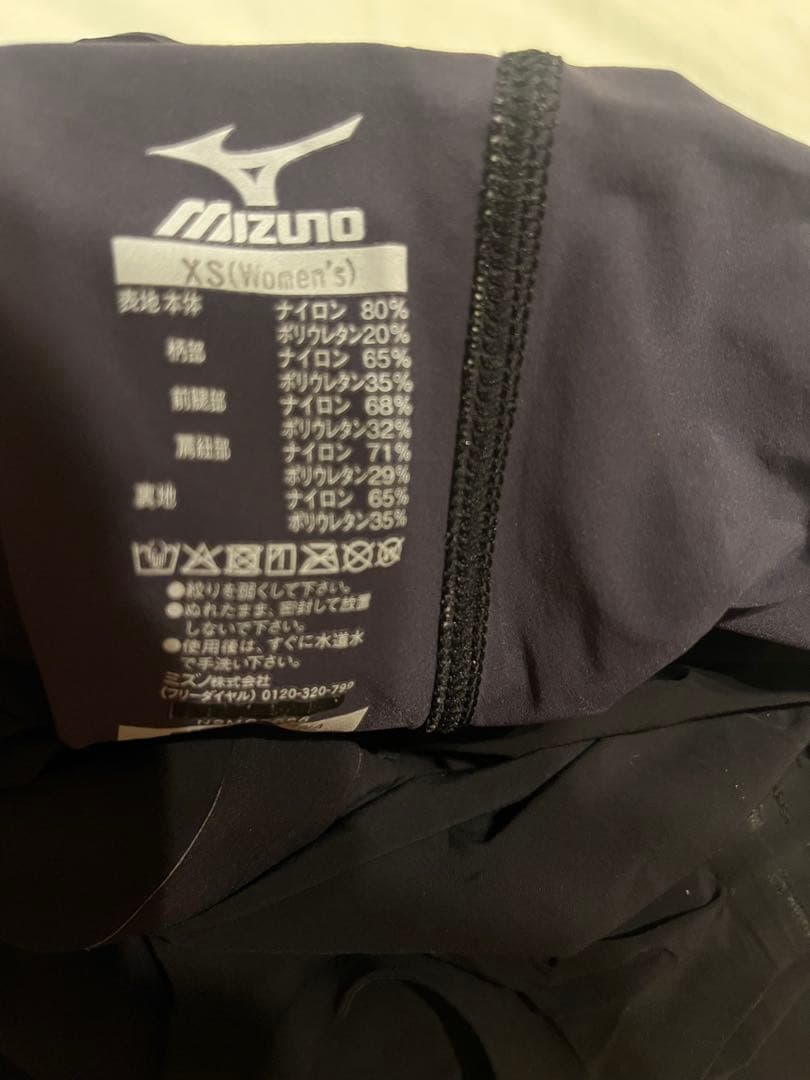 MIZUNO
XS(Women's)
表地 本体 ナイロン 80%
ポリウレタン20%
柄部 ナイロン 65%
ポリウレタン35%
前腿部 ナイロン 68%
ポリウレタン32%
肩紐部 ナイロン 71%
ポリウレタン29%
裏地 ナイロン 65%
ポリウレタン35%
●絞りを弱くして下さい。
●ぬれたまま、密封して放置
しないで下さい。
●使用後は、すぐに水道水
で手洗い下さい。
ミズノ株式会社
(フリーダイヤル) 0120-320-799